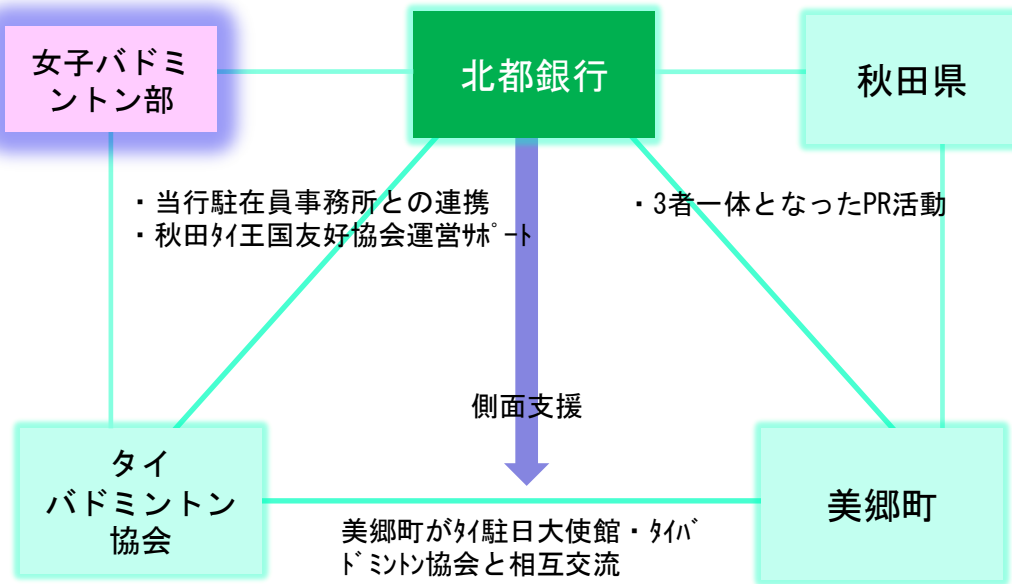 女子バドミ
ントン部
北都銀行
秋田県
・当行駐在員事務所との連携
・秋田ﾀｲ王国友好協会運営ｻﾎﾟｰﾄ
・3者一体となったPR活動
側面支援
タイ
バドミントン
協会
美郷町
美郷町がﾀｲ駐日大使館・ﾀｲﾊﾞ
ﾄﾞﾐﾝﾄﾝ協会と相互交流